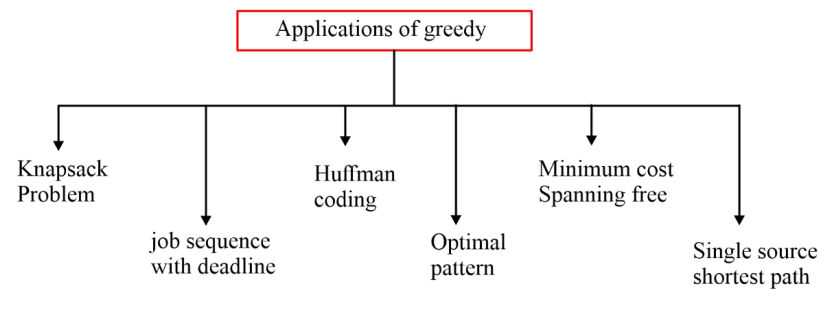 Applications of greedy
Knapsack
Problem
job sequence
with deadline
Huffman
coding
Optimal
pattern
Minimum cost
Spanning free
Single source
shortest path